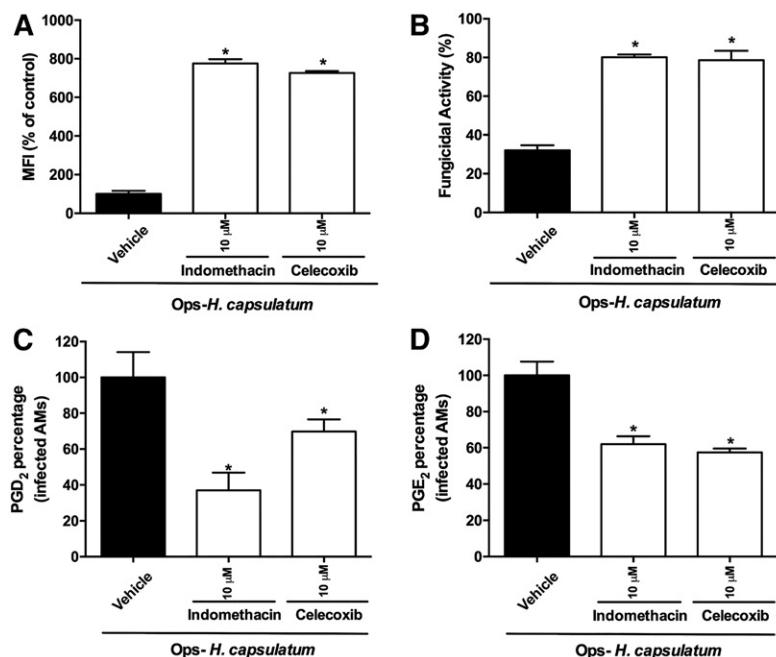 A
MFI (% of control)
1000
800
600
400
200
0
*
*
Vehicle
10 µM
10 µM
Indomethacin
Celecoxib
Ops-H. capsulatum
B
Fungicidal Activity (%)
100
80
60
40
20
0
*
*
Vehicle
10 µM
10 µM
Indomethacin
Celecoxib
Ops-H. capsulatum
C
PGD2 percentage
(infected AMs)
120
100
80
60
40
20
0
*
*
Vehicle
10 µM
10 µM
Indomethacin
Celecoxib
Ops- H. capsulatum
D
PGE2 percentage
(infected AMs)
120
100
80
60
40
20
0
*
*
Vehicle
10 µM
10 µM
Indomethacin
Celecoxib
Ops- H. capsulatum